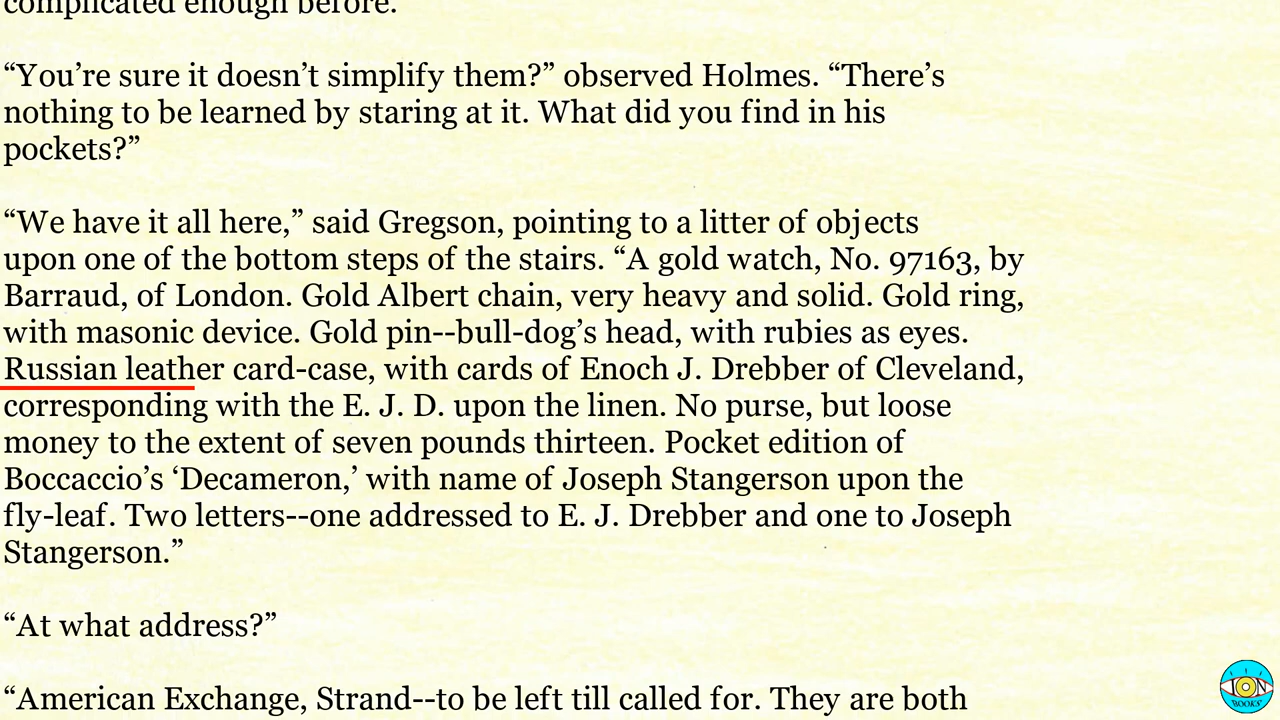 complicated enough before.
“You’re sure it doesn’t simplify them?” observed Holmes. “There’s
nothing to be learned by staring at it. What did you find in his
pockets?”
“We have it all here,” said Gregson, pointing to a litter of objects
upon one of the bottom steps of the stairs. “A gold watch, No. 97163, by
Barraud, of London. Gold Albert chain, very heavy and solid. Gold ring,
with masonic device. Gold pin--bull-dog’s head, with rubies as eyes.
Russian leather card-case, with cards of Enoch J. Drebber of Cleveland,
corresponding with the E. J. D. upon the linen. No purse, but loose
money to the extent of seven pounds thirteen. Pocket edition of
Boccaccio’s ‘Decameron,’ with name of Joseph Stangerson upon the
fly-leaf. Two letters--one addressed to E. J. Drebber and one to Joseph
Stangerson.”
“At what address?”
“American Exchange, Strand--to be left till called for. They are both
ION
BOOKS